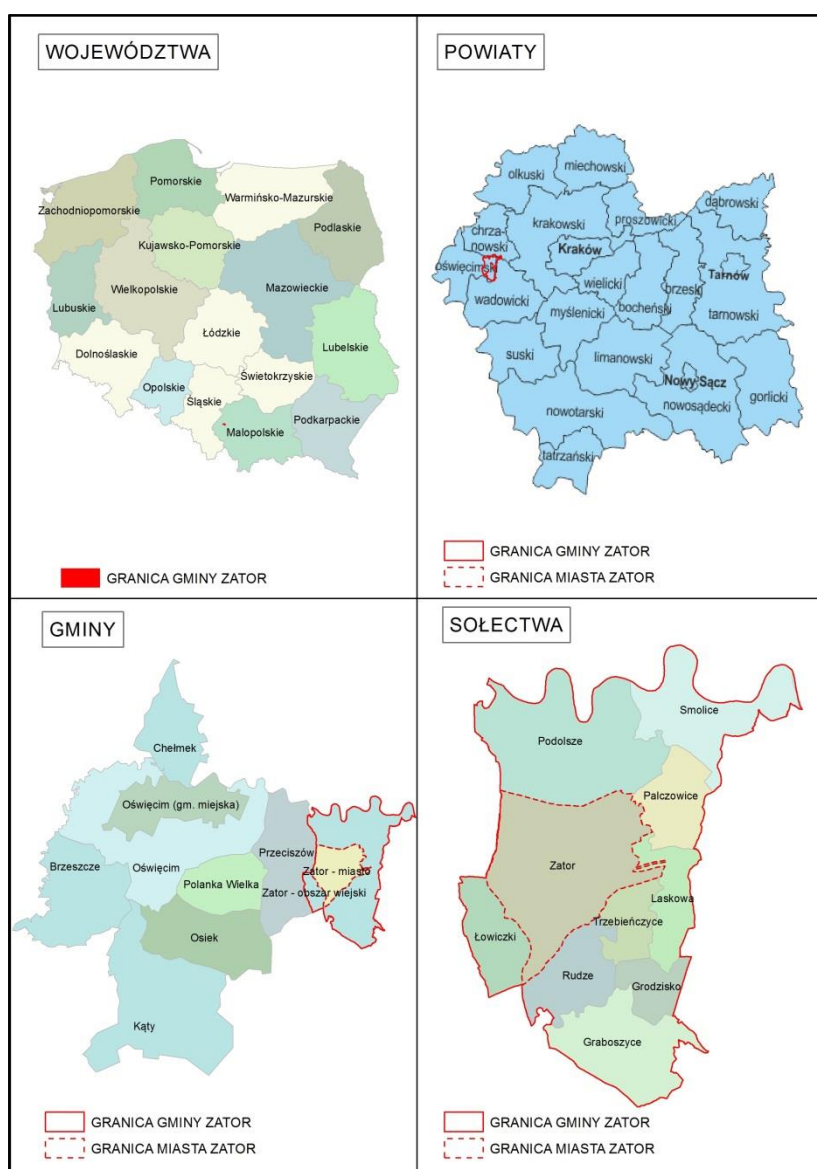 WOJEWÓDZTWA
Pomorskie
Warmińsko-Mazurskie
Zachodniopomorskie
Podlaskie
Kujawsko-Pomorskie
Mazowieckie
Wielkopolskie
Lubuskie
Łódzkie
Lubelskie
Dolnoślaskie
Świetokrzyskie
Opolskie
Śląskie
Podkarpackie
Malopolskie
GRANICA GMINY ZATOR
POWIATY
miechowski
olkuski
dąbrowski
proszowicki
krakowski
chrza-
nowski
Kraków
oświęcimski
Tarnów
wielicki
brzeski
wadowicki
bocheński
myślenicki
tarnowski
suski
limanowski
Nowy Sącz
gorlicki
nowotarski
nowosądecki
tatrzański
GRANICA GMINY ZATOR
GRANICA MIASTA ZATOR
GMINY
Chełmek
Oświęcim (gm. miejska)
Przeciszów
Brzeszcze
Oświęcim
Zator - miasto
Polanka Wielka
Zator - obszar wiejski
Osiek
Kąty
GRANICA GMINY ZATOR
GRANICA MIASTA ZATOR
SOŁECTWA
Smolice
Podolsze
Palczowice
Zator
Laskowa
Trzebieńczyce
Łowiczki
Rudze
Grodzisko
Graboszyce
GRANICA GMINY ZATOR
GRANICA MIASTA ZATOR